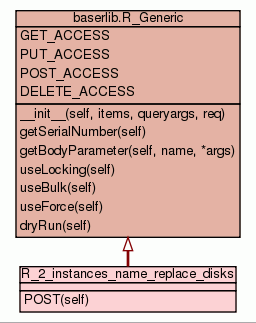 baserlib.R_Generic
GET_ACCESS
PUT_ACCESS
POST_ACCESS
DELETE_ACCESS
__init__(self, items, queryargs, req)
getSerialNumber(self)
getBodyParameter(self, name, *args)
useLocking(self)
useBulk(self)
useForce(self)
dryRun(self)
R_2_instances_name_replace_disks
POST(self)